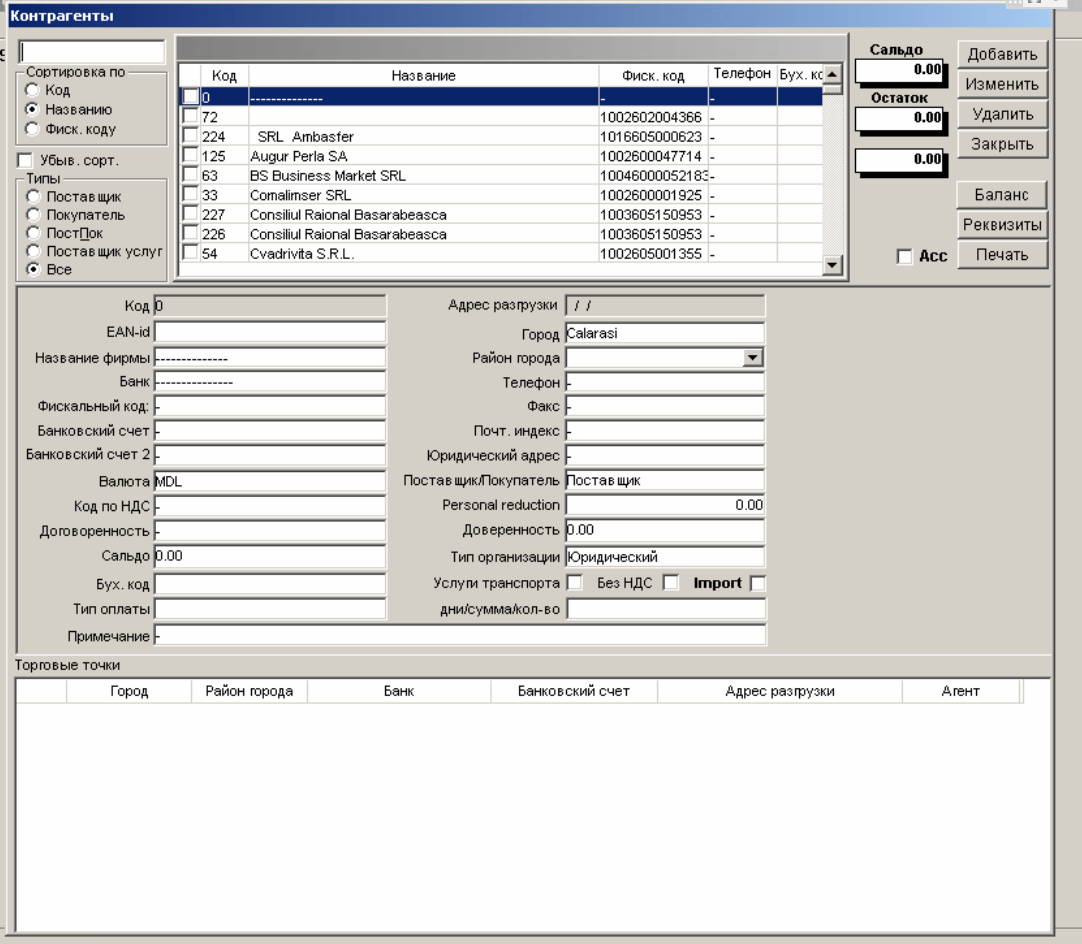 Контрагенты
Сортировка по
Код
Названию
Фиск. коду
Убыв. сорт.
Типы
Поставщик
Покупатель
ПостПок
Поставщик услуг
Все
Код Название Фиск. код Телефон Бух. кс
0 -------------- - -
72 1002602004366 -
224 SRL Ambasfer 1016605000623 -
125 Augur Perla SA 1002600047714 -
63 BS Business Market SRL 10046000052183 -
33 Comalimser SRL 1002600001925 -
227 Consiliul Raional Basarabeasca 1003605150953 -
226 Consiliul Raional Basarabeasca 1003605150953 -
54 Cvadrivita S.R.L. 1002605001355 -
Сальдо
0.00
Остаток
0.00
0.00
Acc
Добавить
Изменить
Удалить
Закрыть
Баланс
Реквизиты
Печать
Код 0
EAN-id
Название фирмы --------------
Банк ---------------
Фискальный код: -
Банковский счет -
Банковский счет 2 -
Валюта MDL
Код по НДС -
Договоренность -
Сальдо 0.00
Бух. код
Тип оплаты
Примечание -
Адрес разгрузки / /
Город Calarasi
Район города
Телефон -
Факс -
Почт. индекс -
Юридический адрес -
Поставщик/Покупатель Поставщик
Personal reduction 0.00
Доверенность 0.00
Тип организации Юридический
Услуги транспорта Без НДС Import
дни/сумма/кол-во
Торговые точки
Город Район города Банк Банковский счет Адрес разгрузки Агент